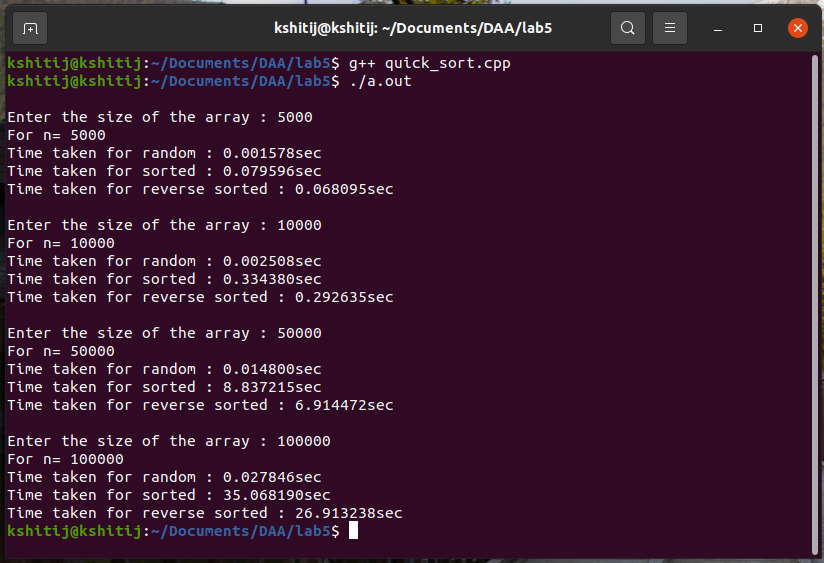 kshitij@kshitij: ~/Documents/DAA/lab5
kshitij@kshitij:~/Documents/DAA/lab5$ g++ quick_sort.cpp
kshitij@kshitij:~/Documents/DAA/lab5$ ./a.out
Enter the size of the array : 5000
For n= 5000
Time taken for random : 0.001578sec
Time taken for sorted : 0.079596sec
Time taken for reverse sorted : 0.068095sec
Enter the size of the array : 10000
For n= 10000
Time taken for random : 0.002508sec
Time taken for sorted : 0.334380sec
Time taken for reverse sorted : 0.292635sec
Enter the size of the array : 50000
For n= 50000
Time taken for random : 0.014800sec
Time taken for sorted : 8.837215sec
Time taken for reverse sorted : 6.914472sec
Enter the size of the array : 100000
For n= 100000
Time taken for random : 0.027846sec
Time taken for sorted : 35.068190sec
Time taken for reverse sorted : 26.913238sec
kshitij@kshitij:~/Documents/DAA/lab5$